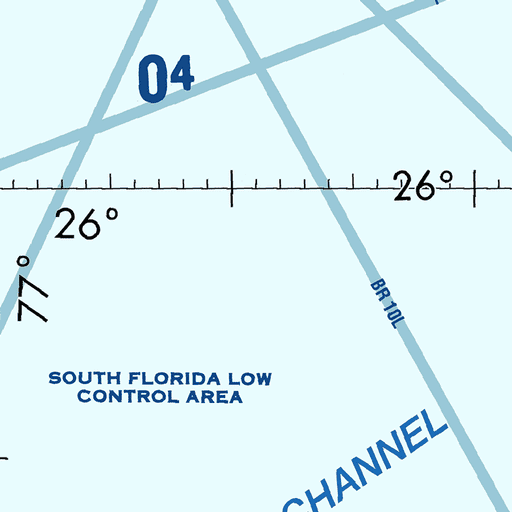 04
26°
26°
77°
BR 10L
SOUTH FLORIDA LOW
CONTROL AREA
CHANNEL